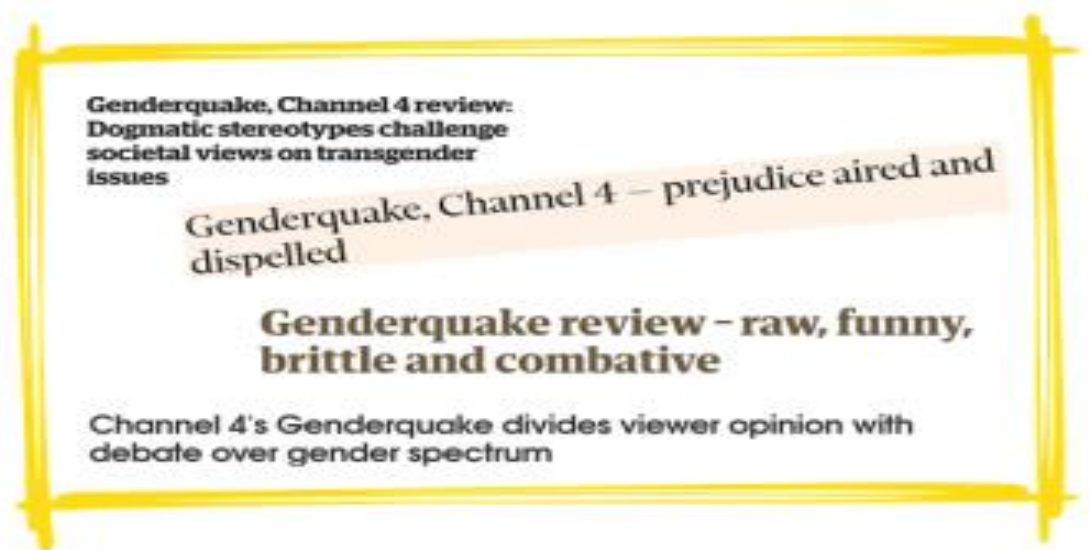 Genderquake, Channel 4 review:
Dogmatic stereotypes challenge
societal views on transgender
issues
Genderquake, Channel 4 – prejudice aired and
dispelled
Genderquake review – raw, funny,
brittle and combative
Channel 4's Genderquake divides viewer opinion with
debate over gender spectrum